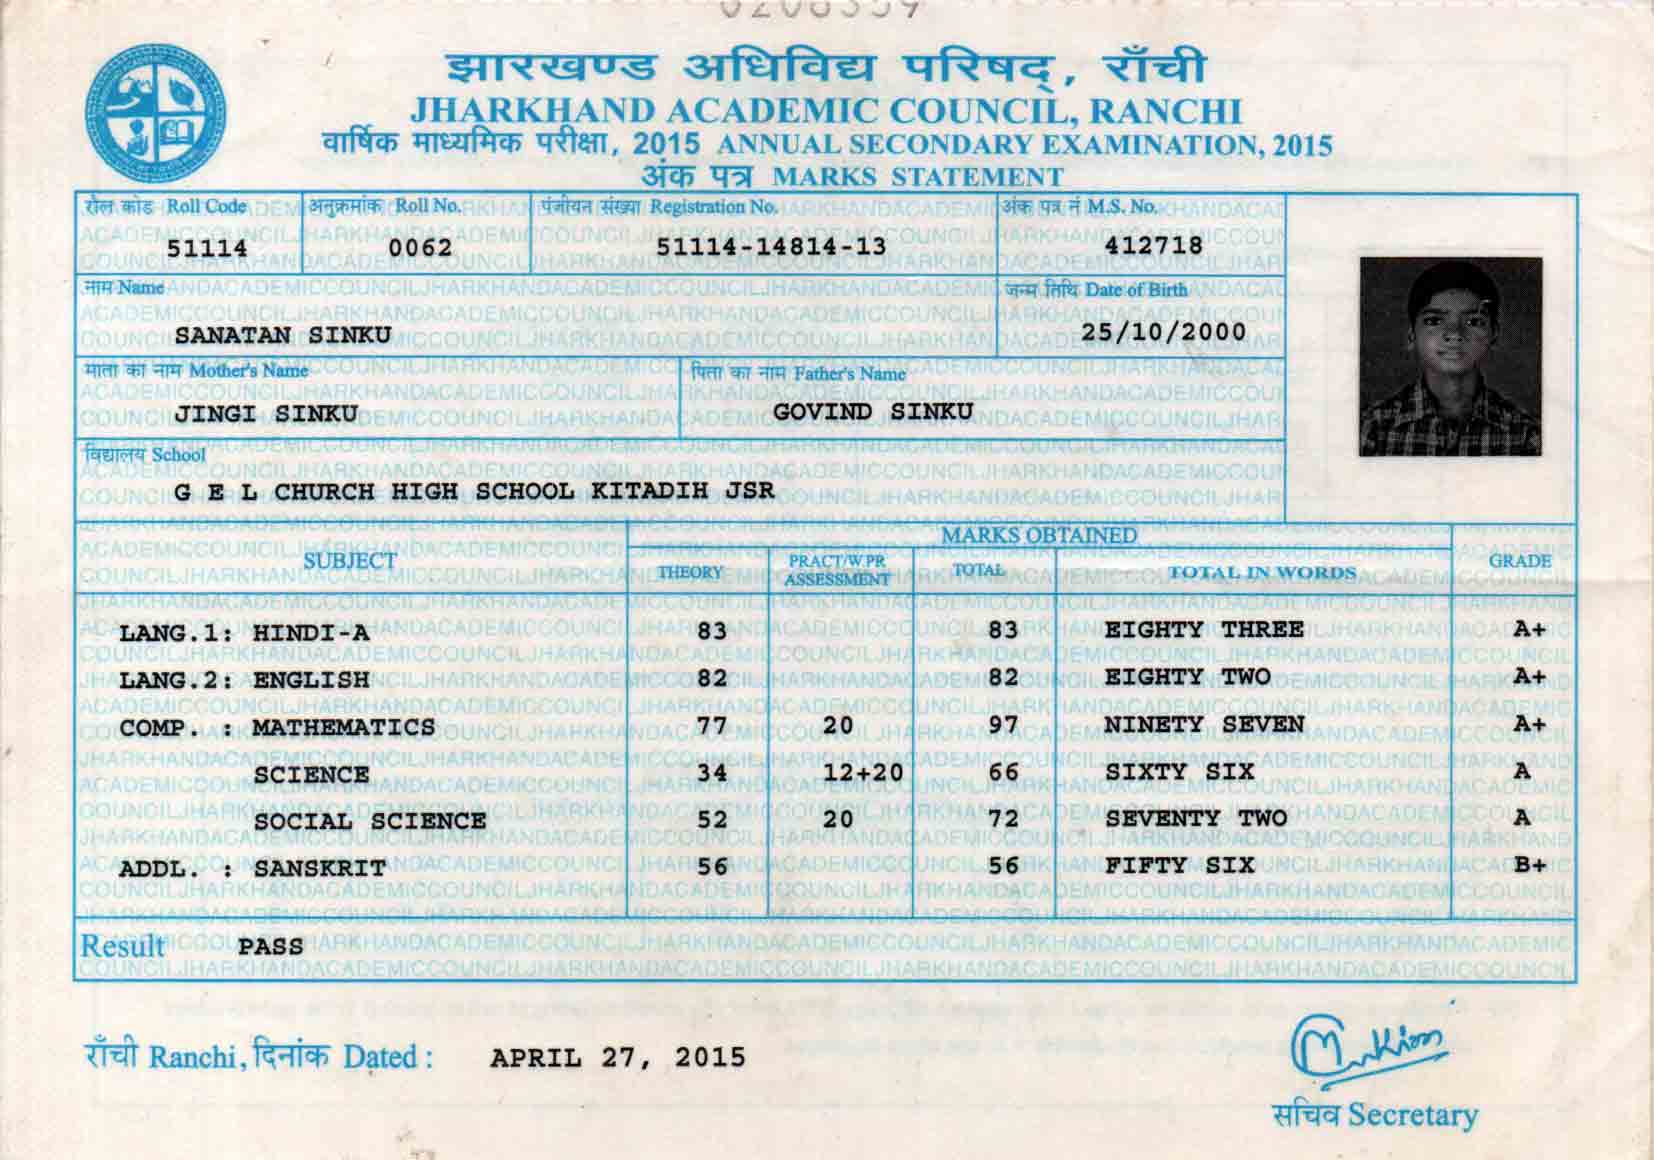 झारखण्ड अधिविद्य परिषद्, राँची
JHARKHAND ACADEMIC COUNCIL, RANCHI
वार्षिक माध्यमिक परीक्षा, 2015 ANNUAL SECONDARY EXAMINATION, 2015
अंक पत्र MARKS STATEMENT
रौल कोड Roll Code अनुक्रमांक Roll No. पंजीयन संख्या Registration No. अंक पत्र नं M.S. No.
51114 0062 51114-14814-13 412718
नाम Name जन्म तिथि Date of Birth
SANATAN SINKU 25/10/2000
माता का नाम Mother's Name पिता का नाम Father's Name
JINGI SINKU GOVIND SINKU
विद्यालय School
G E L CHURCH HIGH SCHOOL KITADIH JSR
SUBJECT MARKS OBTAINED GRADE
THEORY PRACT/W.PR ASSESSMENT TOTAL TOTAL IN WORDS
LANG.1: HINDI-A 83 83 EIGHTY THREE A+
LANG.2: ENGLISH 82 82 EIGHTY TWO A+
COMP. : MATHEMATICS 77 20 97 NINETY SEVEN A+
SCIENCE 34 12+20 66 SIXTY SIX A
SOCIAL SCIENCE 52 20 72 SEVENTY TWO A
ADDL. : SANSKRIT 56 56 FIFTY SIX B+
Result PASS
राँची Ranchi, दिनांक Dated : APRIL 27, 2015
सचिव Secretary